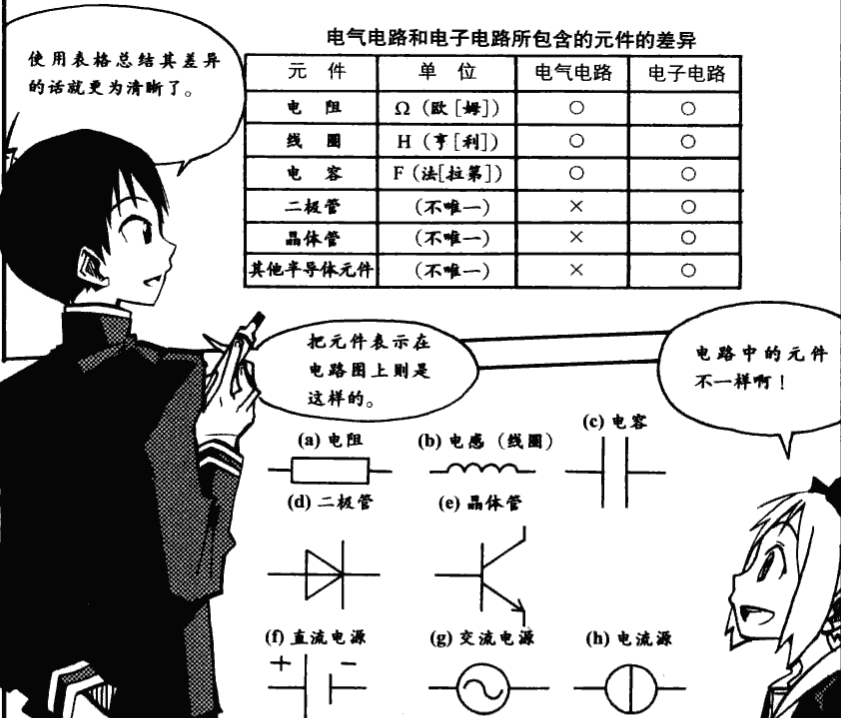 使用表格总结其差异
的话就更为清晰了。
电气电路和电子电路所包含的元件的差异
元 件 单 位 电气电路 电子电路
电 阻 Ω（欧［姆］） ○ ○
线 圈 H（亨［利］） ○ ○
电 容 F（法［拉第］） ○ ○
二极管 （不唯一） × ○
晶体管 （不唯一） × ○
其他半导体元件 （不唯一） × ○
把元件表示在
电路图上则是
这样的。
电路中的元件
不一样啊！
(a) 电阻 (b) 电感（线圈） (c) 电容
(d) 二极管 (e) 晶体管
(f) 直流电源 (g) 交流电源 (h) 电流源
+ −